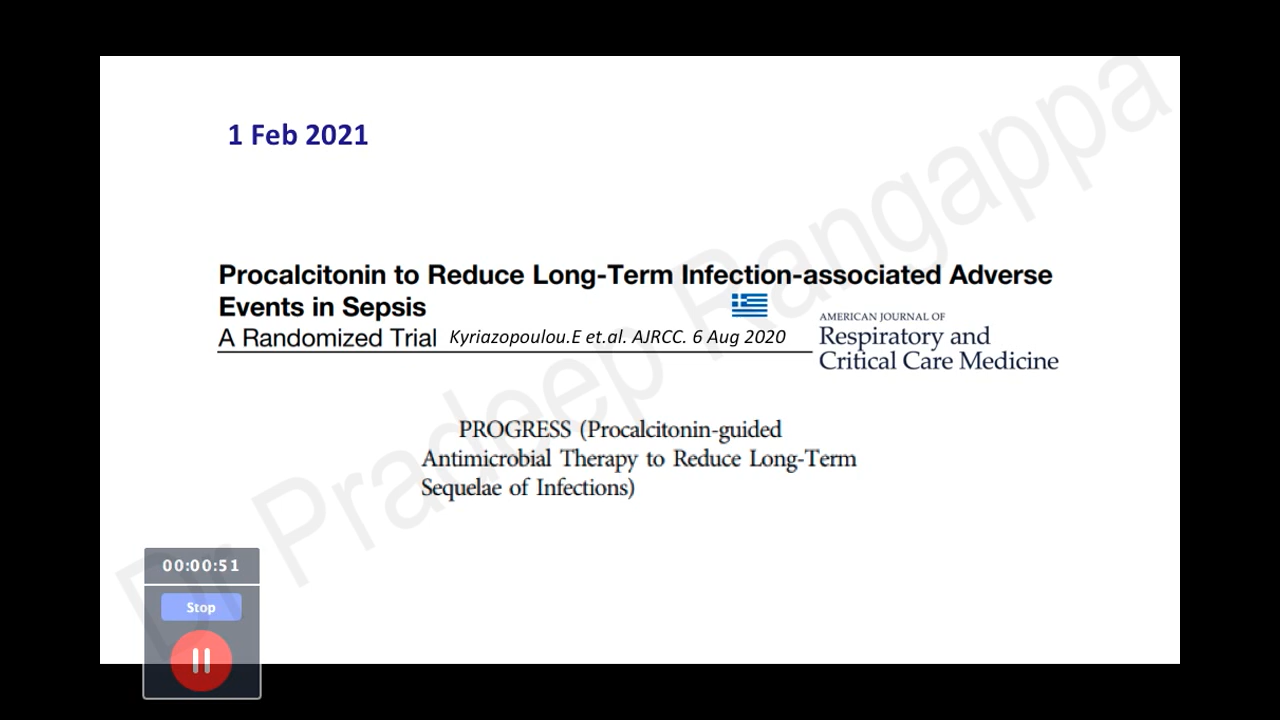 1 Feb 2021
Procalcitonin to Reduce Long-Term Infection-associated Adverse
Events in Sepsis
A Randomized Trial Kyriazopoulou.E et.al. AJRCC. 6 Aug 2020
AMERICAN JOURNAL OF
Respiratory and
Critical Care Medicine
PROGRESS (Procalcitonin-guided
Antimicrobial Therapy to Reduce Long-Term
Sequelae of Infections)
Dr Pradeep Rangappa
00:00:51
Stop